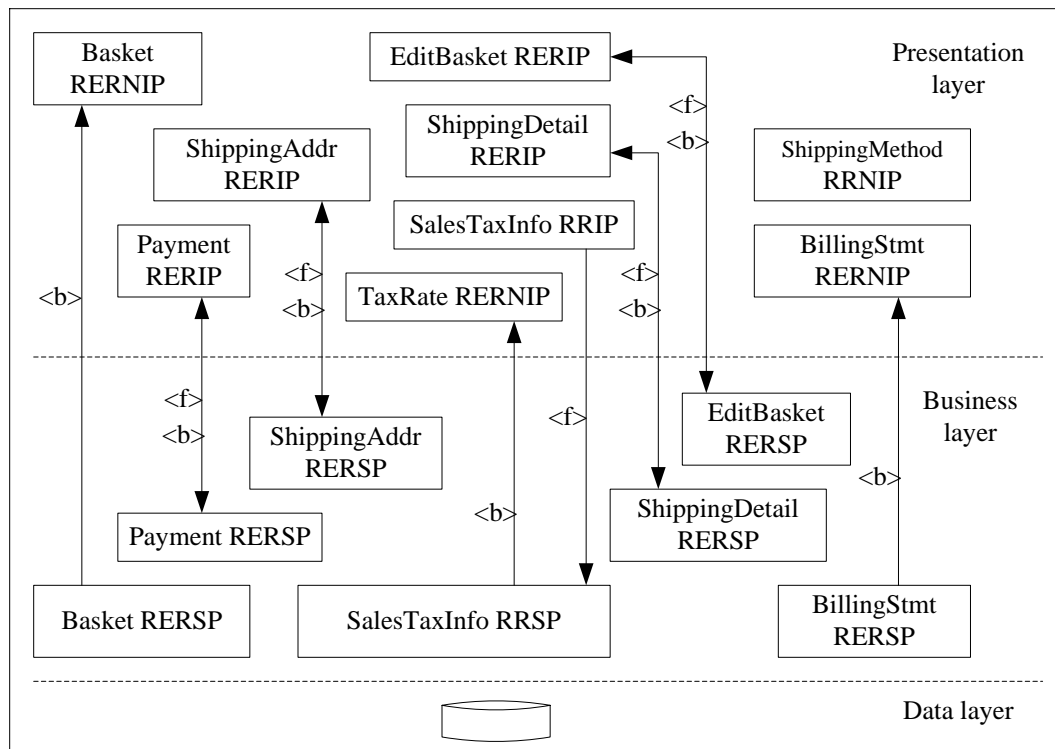 Basket
RERNIP
EditBasket RERIP
Presentation
layer
<f>
<b>
ShippingDetail
RERIP
ShippingAddr
RERIP
ShippingMethod
RRNIP
SalesTaxInfo RRIP
Payment
RERIP
BillingStmt
RERNIP
<b>
<f>
<b>
TaxRate RERNIP
<f>
<b>
<f>
<b>
<f>
EditBasket
RERSP
Business
layer
ShippingAddr
RERSP
<b>
<b>
ShippingDetail
RERSP
Payment RERSP
Basket RERSP
SalesTaxInfo RRSP
BillingStmt
RERSP
Data layer